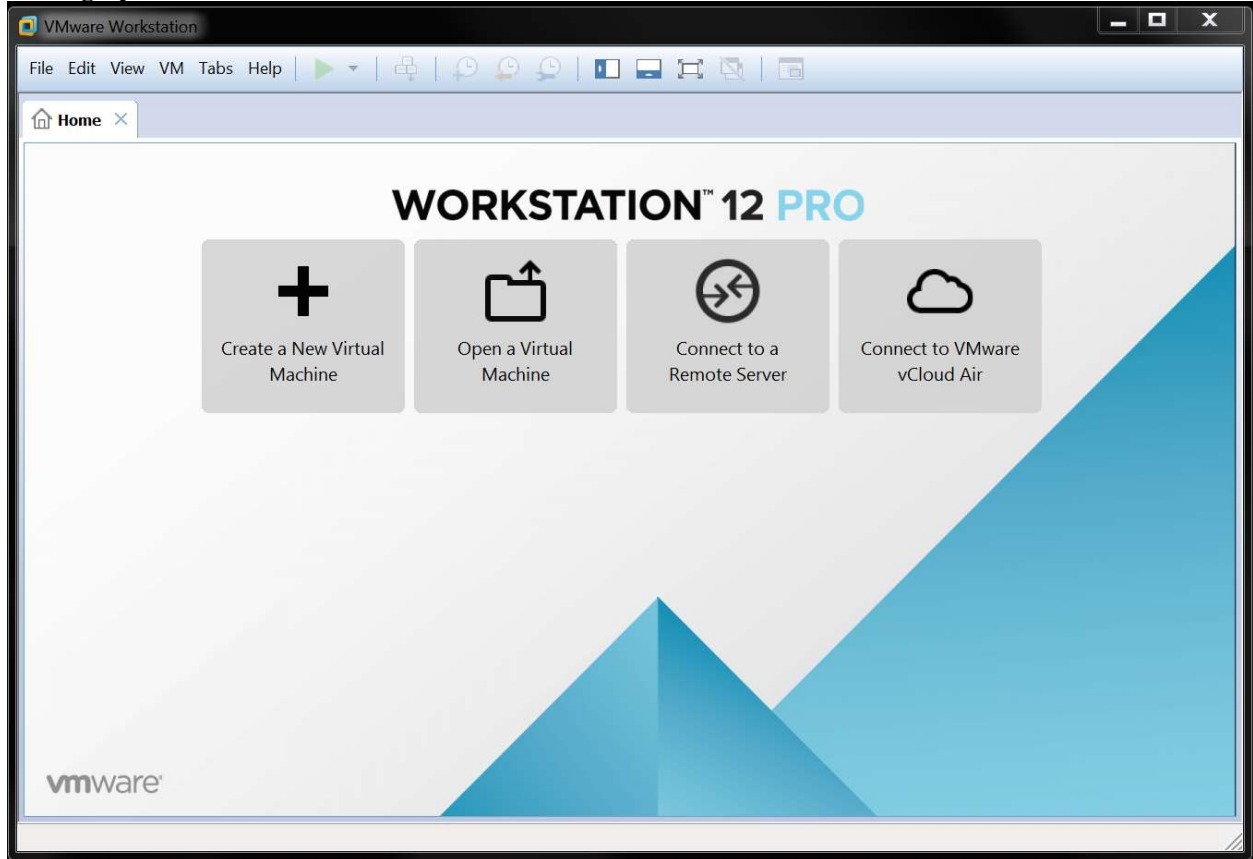 VMware Workstation
File Edit View VM Tabs Help
Home
WORKSTATION™ 12 PRO
Create a New Virtual
Machine
Open a Virtual
Machine
Connect to a
Remote Server
Connect to VMware
vCloud Air
vmware®